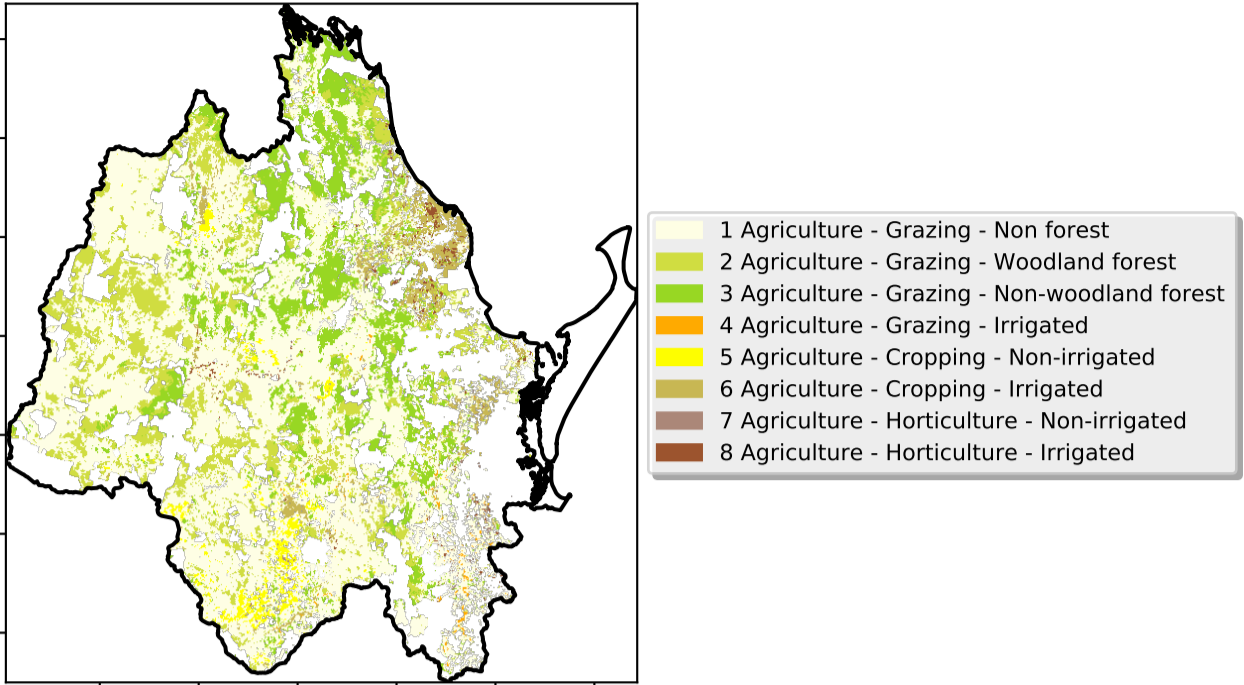 1 Agriculture - Grazing - Non forest
2 Agriculture - Grazing - Woodland forest
3 Agriculture - Grazing - Non-woodland forest
4 Agriculture - Grazing - Irrigated
5 Agriculture - Cropping - Non-irrigated
6 Agriculture - Cropping - Irrigated
7 Agriculture - Horticulture - Non-irrigated
8 Agriculture - Horticulture - Irrigated